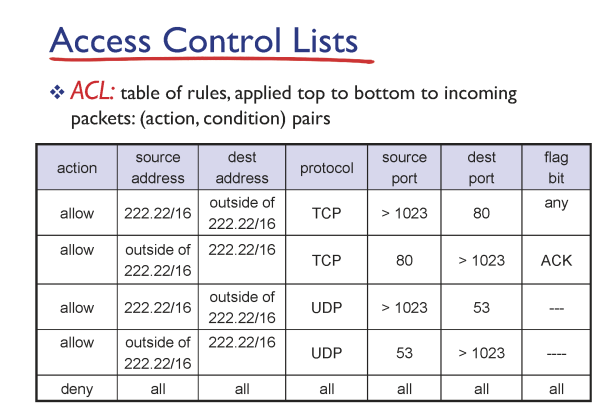 Access Control Lists
❖ ACL: table of rules, applied top to bottom to incoming
packets: (action, condition) pairs
action | source address | dest address | protocol | source port | dest port | flag bit
allow | 222.22/16 | outside of 222.22/16 | TCP | > 1023 | 80 | any
allow | outside of 222.22/16 | 222.22/16 | TCP | 80 | > 1023 | ACK
allow | 222.22/16 | outside of 222.22/16 | UDP | > 1023 | 53 | ---
allow | outside of 222.22/16 | 222.22/16 | UDP | 53 | > 1023 | ----
deny | all | all | all | all | all | all